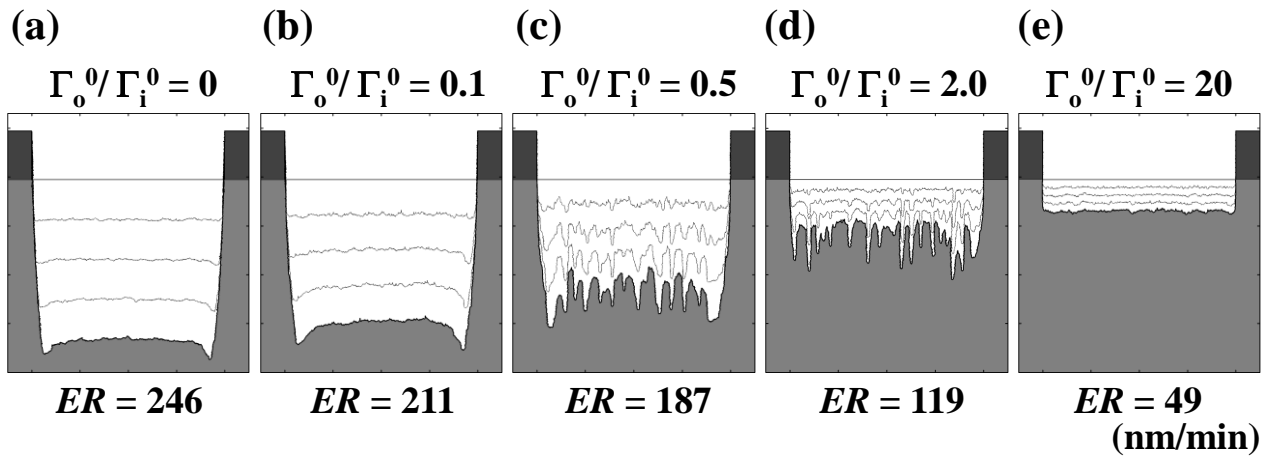 (a) (b) (c) (d) (e)
Γₒ⁰/Γᵢ⁰ = 0 Γₒ⁰/Γᵢ⁰ = 0.1 Γₒ⁰/Γᵢ⁰ = 0.5 Γₒ⁰/Γᵢ⁰ = 2.0 Γₒ⁰/Γᵢ⁰ = 20
ER = 246 ER = 211 ER = 187 ER = 119 ER = 49
(nm/min)